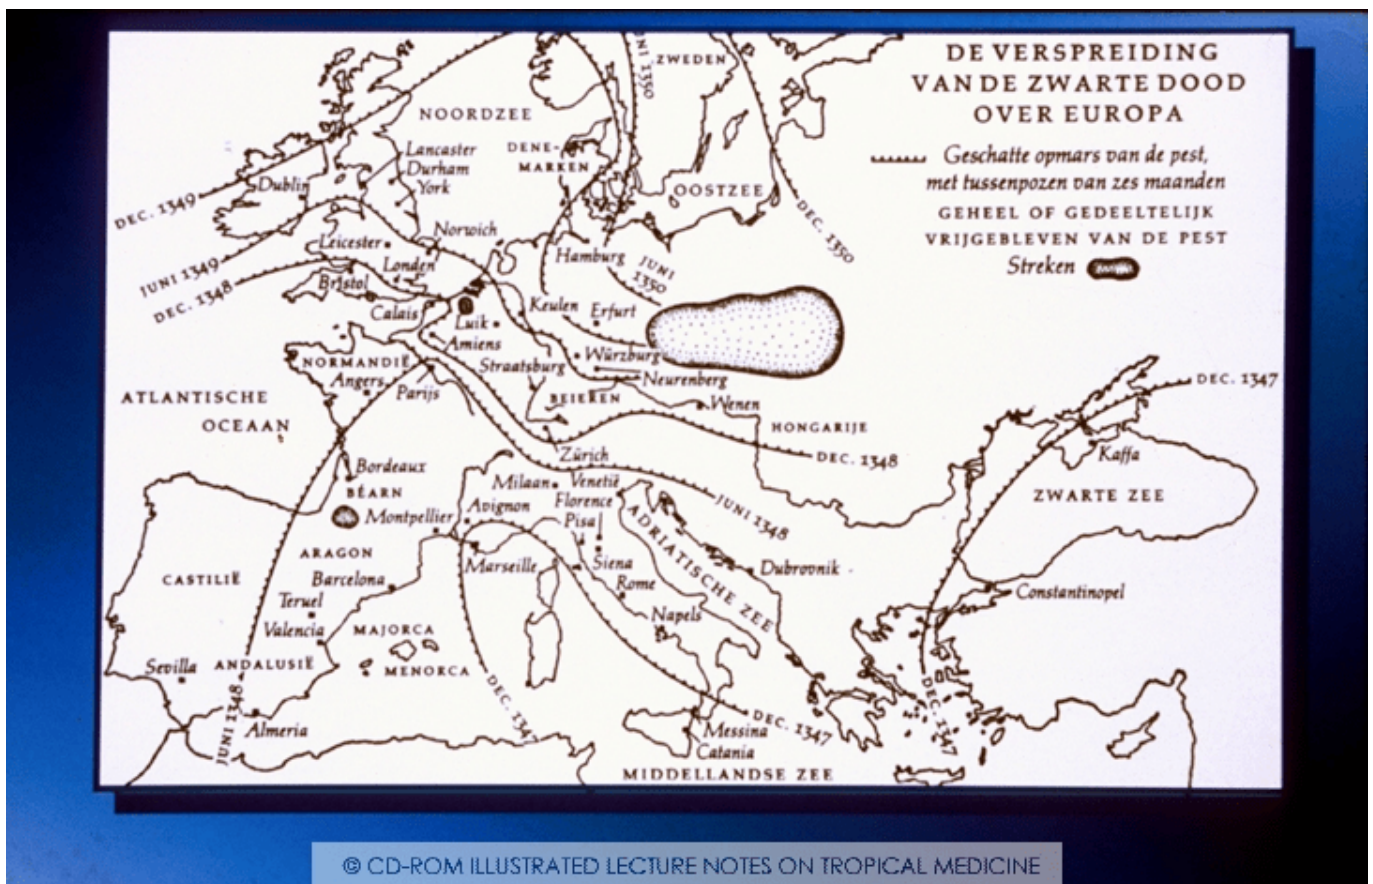 DE VERSPREIDING
VAN DE ZWARTE DOOD
OVER EUROPA
Geschatte opmars van de pest,
met tussenpozen van zes maanden
GEHEEL OF GEDEELTELIJK
VRIJGEBLEVEN VAN DE PEST
Streken
JUNI 1350
ZWEDEN
NOORDZEE
DENE-
MARKEN
OOSTZEE
Lancaster
Durham
York
Dublin
DEC. 1349
DEC. 1350
Norwich
Leicester
Londen
Hamburg
JUNI
1350
JUNI 1349
DEC. 1348
Bristol
Calais
Keulen
Erfurt
Luik
Amiens
NORMANDIË
Straatsburg
Würzburg
Neurenberg
Angers
Parijs
BEIEREN
Wenen
DEC. 1347
ATLANTISCHE
OCEAAN
HONGARIJE
Zürich
DEC. 1348
Kaffa
Bordeaux
BÉARN
Milaan
Venetië
Florence
Pisa
JUNI 1348
ZWARTE ZEE
Montpellier
Avignon
ADRIATISCHE ZEE
ARAGON
Marseille
Siena
Dubrovnik
CASTILIË
Barcelona
Rome
Constantinopel
Teruel
Valencia
Napels
MAJORCA
MENORCA
Sevilla
ANDALUSIË
JUNI 1348
Almeria
DEC. 1347
DEC. 1347
DEC. 1347
Messina
Catania
MIDDELLANDSE ZEE
© CD-ROM ILLUSTRATED LECTURE NOTES ON TROPICAL MEDICINE